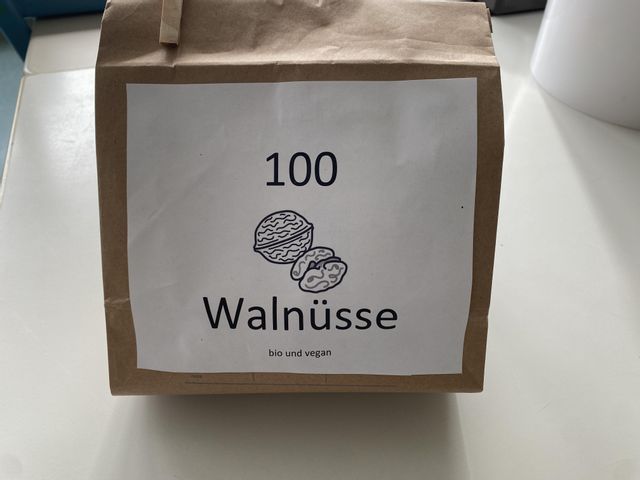 100
Walnüsse
bio und vegan